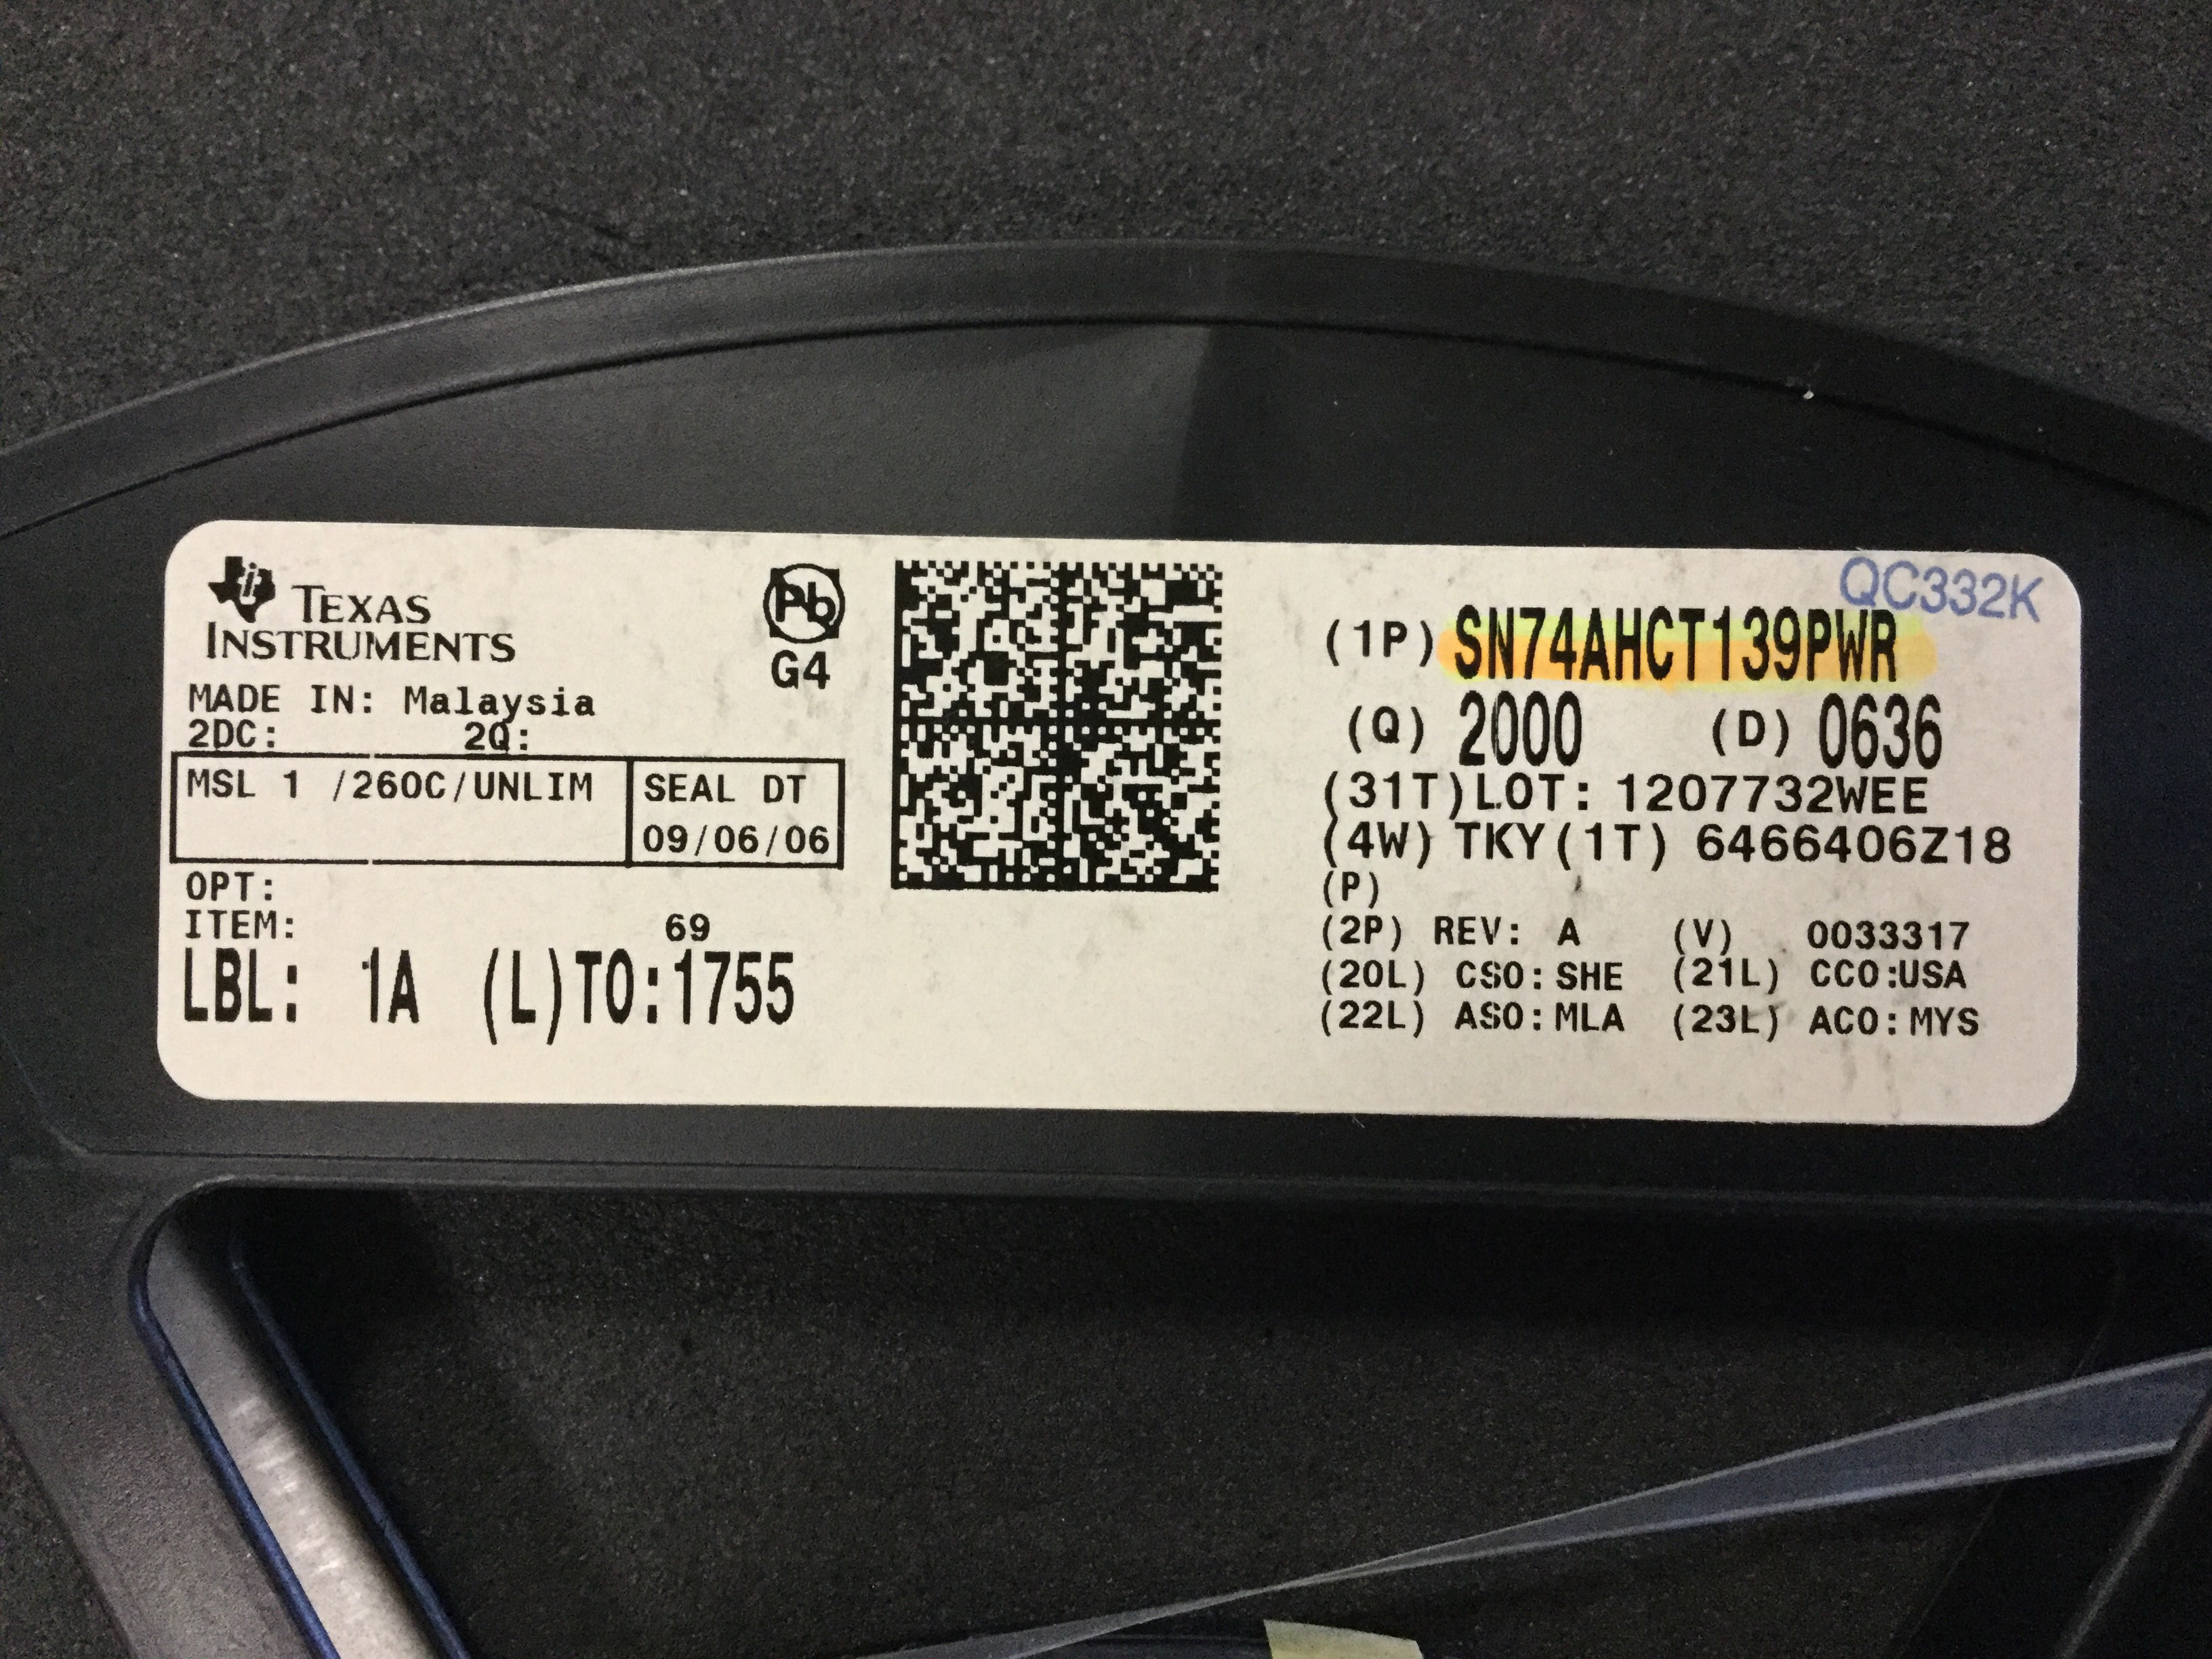 TEXAS
INSTRUMENTS
Pb
G4
MADE IN: Malaysia
2DC: 2Q:
MSL 1 /260C/UNLIM
SEAL DT
09/06/06
OPT:
ITEM:
69
LBL: 1A (L)TO:1755
QC332K
(1P) SN74AHCT139PWR
(Q) 2000 (D) 0636
(31T)LOT: 1207732WEE
(4W) TKY(1T) 6466406Z18
(P)
(2P) REV: A (V) 0033317
(20L) CSO:SHE (21L) CCO:USA
(22L) ASO:MLA (23L) ACO:MYS